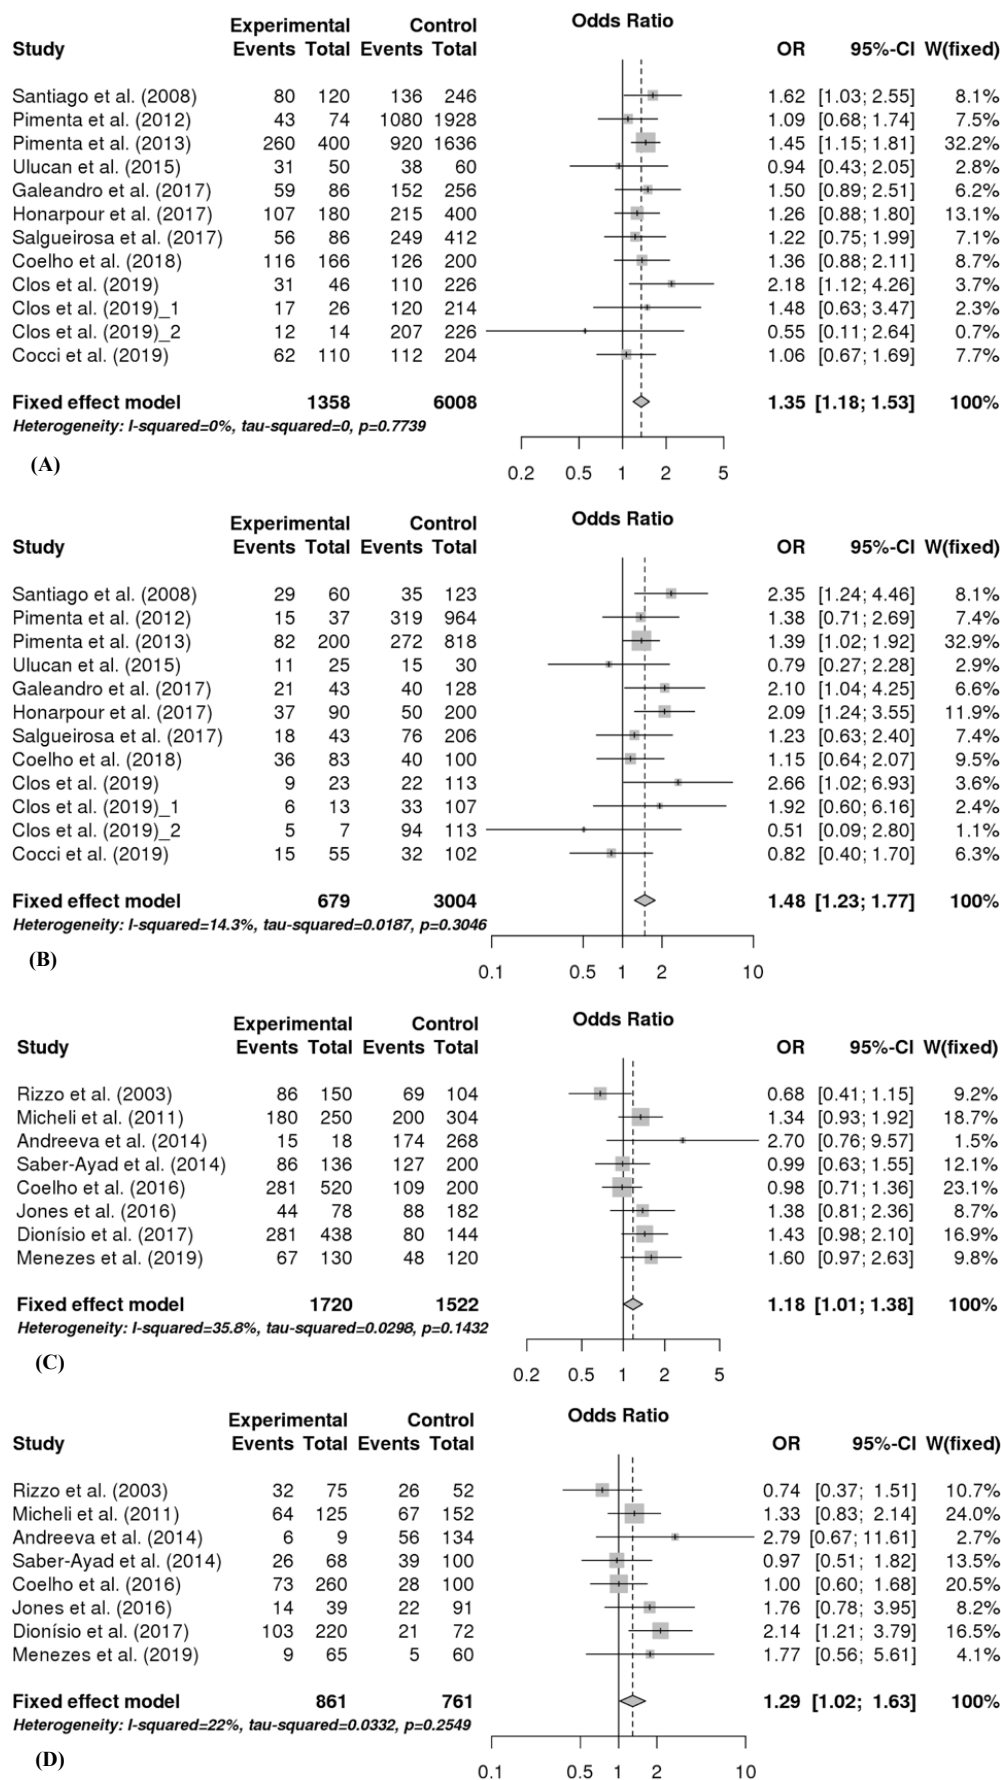 Experimental Control Odds Ratio
Study Events Total Events Total OR 95%-CI W(fixed)
Santiago et al. (2008) 80 120 136 246 1.62 [1.03; 2.55] 8.1%
Pimenta et al. (2012) 43 74 1080 1928 1.09 [0.68; 1.74] 7.5%
Pimenta et al. (2013) 260 400 920 1636 1.45 [1.15; 1.81] 32.2%
Ulucan et al. (2015) 31 50 38 60 0.94 [0.43; 2.05] 2.8%
Galeandro et al. (2017) 59 86 152 256 1.50 [0.89; 2.51] 6.2%
Honarpour et al. (2017) 107 180 215 400 1.26 [0.88; 1.80] 13.1%
Salgueirosa et al. (2017) 56 86 249 412 1.22 [0.75; 1.99] 7.1%
Coelho et al. (2018) 116 166 126 200 1.36 [0.88; 2.11] 8.7%
Clos et al. (2019) 31 46 110 226 2.18 [1.12; 4.26] 3.7%
Clos et al. (2019)_1 17 26 120 214 1.48 [0.63; 3.47] 2.3%
Clos et al. (2019)_2 12 14 207 226 0.55 [0.11; 2.64] 0.7%
Cocci et al. (2019) 62 110 112 204 1.06 [0.67; 1.69] 7.7%
Fixed effect model 1358 6008 1.35 [1.18; 1.53] 100%
Heterogeneity: I-squared=0%, tau-squared=0, p=0.7739
(A)
0.2 0.5 1 2 5
Experimental Control Odds Ratio
Study Events Total Events Total OR 95%-CI W(fixed)
Santiago et al. (2008) 29 60 35 123 2.35 [1.24; 4.46] 8.1%
Pimenta et al. (2012) 15 37 319 964 1.38 [0.71; 2.69] 7.4%
Pimenta et al. (2013) 82 200 272 818 1.39 [1.02; 1.92] 32.9%
Ulucan et al. (2015) 11 25 15 30 0.79 [0.27; 2.28] 2.9%
Galeandro et al. (2017) 21 43 40 128 2.10 [1.04; 4.25] 6.6%
Honarpour et al. (2017) 37 90 50 200 2.09 [1.24; 3.55] 11.9%
Salgueirosa et al. (2017) 18 43 76 206 1.23 [0.63; 2.40] 7.4%
Coelho et al. (2018) 36 83 40 100 1.15 [0.64; 2.07] 9.5%
Clos et al. (2019) 9 23 22 113 2.66 [1.02; 6.93] 3.6%
Clos et al. (2019)_1 6 13 33 107 1.92 [0.60; 6.16] 2.4%
Clos et al. (2019)_2 5 7 94 113 0.51 [0.09; 2.80] 1.1%
Cocci et al. (2019) 15 55 32 102 0.82 [0.40; 1.70] 6.3%
Fixed effect model 679 3004 1.48 [1.23; 1.77] 100%
Heterogeneity: I-squared=14.3%, tau-squared=0.0187, p=0.3046
(B)
0.1 0.5 1 2 10
Experimental Control Odds Ratio
Study Events Total Events Total OR 95%-CI W(fixed)
Rizzo et al. (2003) 86 150 69 104 0.68 [0.41; 1.15] 9.2%
Micheli et al. (2011) 180 250 200 304 1.34 [0.93; 1.92] 18.7%
Andreeva et al. (2014) 15 18 174 268 2.70 [0.76; 9.57] 1.5%
Saber-Ayad et al. (2014) 86 136 127 200 0.99 [0.63; 1.55] 12.1%
Coelho et al. (2016) 281 520 109 200 0.98 [0.71; 1.36] 23.1%
Jones et al. (2016) 44 78 88 182 1.38 [0.81; 2.36] 8.7%
Dionísio et al. (2017) 281 438 80 144 1.43 [0.98; 2.10] 16.9%
Menezes et al. (2019) 67 130 48 120 1.60 [0.97; 2.63] 9.8%
Fixed effect model 1720 1522 1.18 [1.01; 1.38] 100%
Heterogeneity: I-squared=35.8%, tau-squared=0.0298, p=0.1432
(C)
0.2 0.5 1 2 5
Experimental Control Odds Ratio
Study Events Total Events Total OR 95%-CI W(fixed)
Rizzo et al. (2003) 32 75 26 52 0.74 [0.37; 1.51] 10.7%
Micheli et al. (2011) 64 125 67 152 1.33 [0.83; 2.14] 24.0%
Andreeva et al. (2014) 6 9 56 134 2.79 [0.67; 11.61] 2.7%
Saber-Ayad et al. (2014) 26 68 39 100 0.97 [0.51; 1.82] 13.5%
Coelho et al. (2016) 73 260 28 100 1.00 [0.60; 1.68] 20.5%
Jones et al. (2016) 14 39 22 91 1.76 [0.78; 3.95] 8.2%
Dionísio et al. (2017) 103 220 21 72 2.14 [1.21; 3.79] 16.5%
Menezes et al. (2019) 9 65 5 60 1.77 [0.56; 5.61] 4.1%
Fixed effect model 861 761 1.29 [1.02; 1.63] 100%
Heterogeneity: I-squared=22%, tau-squared=0.0332, p=0.2549
(D)
0.1 0.5 1 2 10